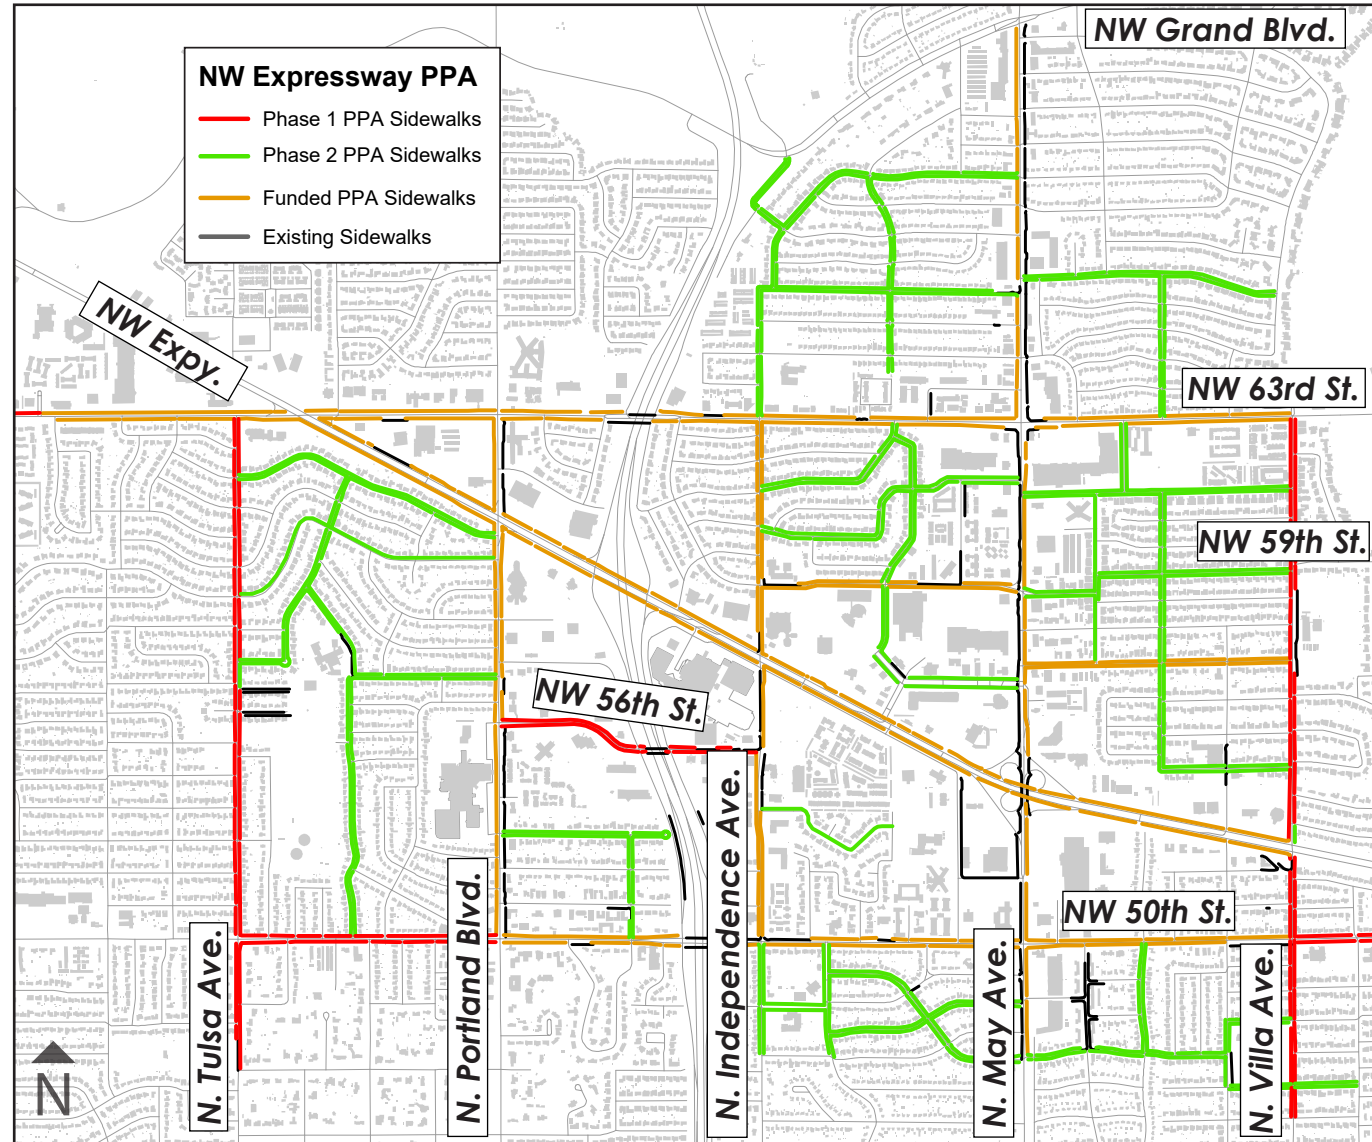 NW Grand Blvd.
NW Expressway PPA
Phase 1 PPA Sidewalks
Phase 2 PPA Sidewalks
Funded PPA Sidewalks
Existing Sidewalks
NW Expy.
NW 63rd St.
NW 59th St.
NW 56th St.
NW 50th St.
N. Tulsa Ave.
N. Portland Blvd.
N. Independence Ave.
N. May Ave.
N. Villa Ave.
N